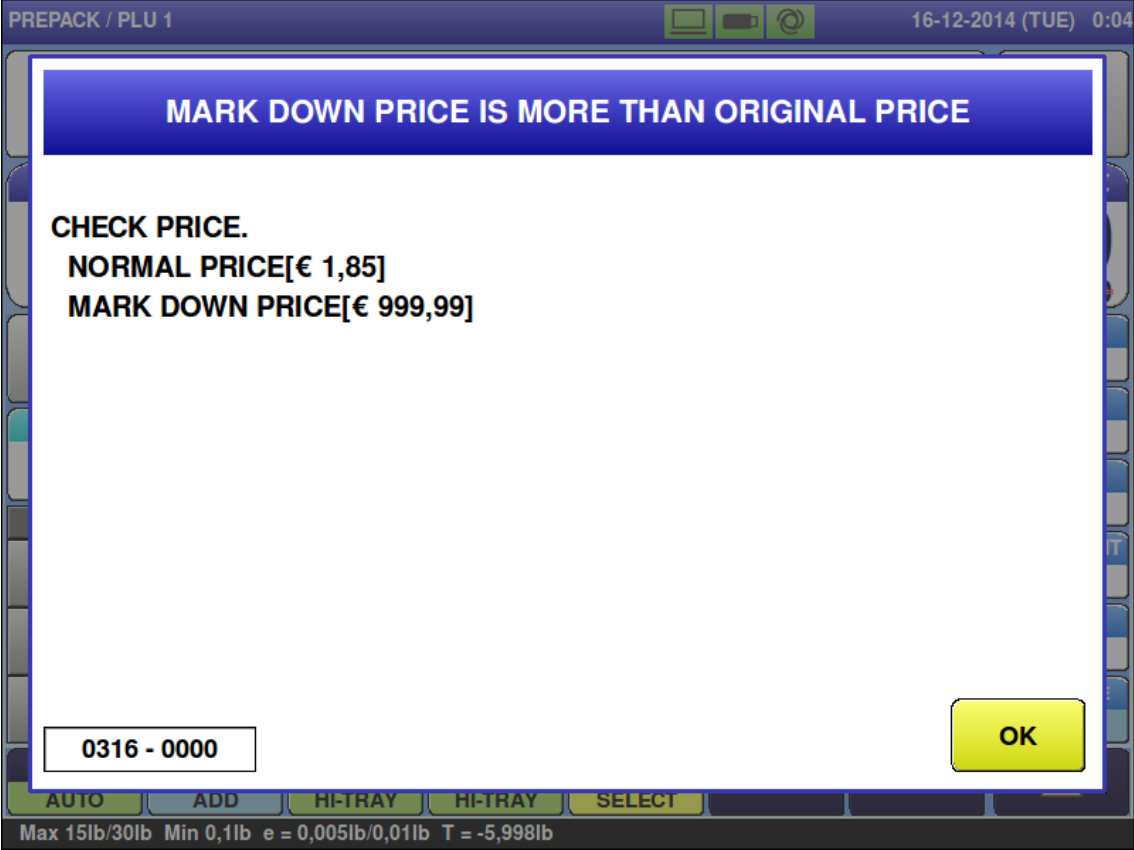 PREPACK / PLU 1
16-12-2014 (TUE) 0:04
MARK DOWN PRICE IS MORE THAN ORIGINAL PRICE
CHECK PRICE.
NORMAL PRICE[€ 1,85]
MARK DOWN PRICE[€ 999,99]
0316 - 0000
OK
AUTO ADD HI-TRAY HI-TRAY SELECT
Max 15lb/30lb Min 0,1lb e = 0,005lb/0,01lb T = -5,998lb